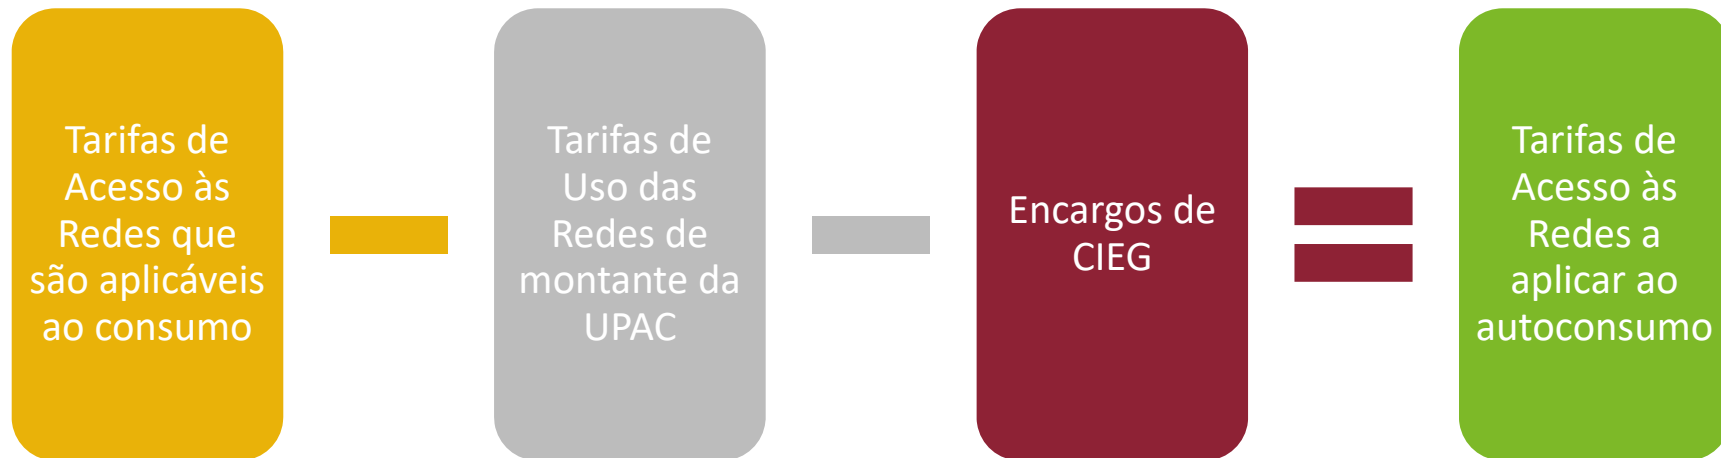 Tarifas de
Acesso às
Redes que
são aplicáveis
ao consumo
Tarifas de
Uso das
Redes de
montante da
UPAC
Encargos de
CIEG
Tarifas de
Acesso às
Redes a
aplicar ao
autoconsumo